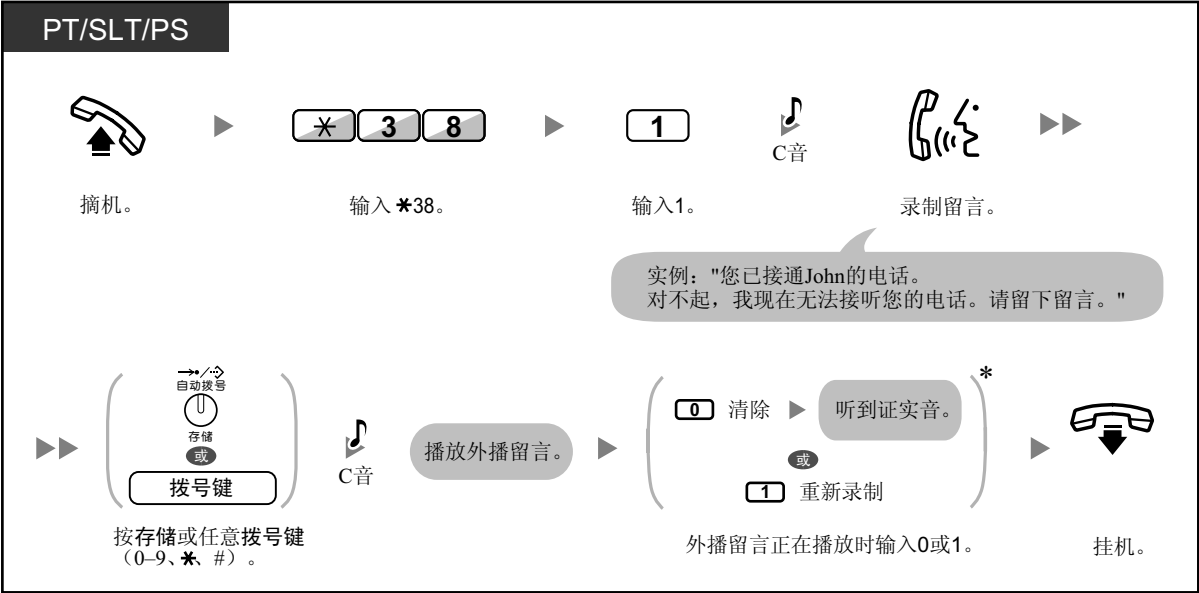 PT/SLT/PS
✳ 3 8
1
C音
摘机。
输入✳38。
输入1。
录制留言。
实例："您已接通John的电话。
对不起，我现在无法接听您的电话。请留下留言。"
自动拨号
存储
或
拨号键
C音
播放外播留言。
0 清除
听到证实音。
或
1 重新录制
*
按存储或任意拨号键
（0–9、✳、#）。
外播留言正在播放时输入0或1。
挂机。